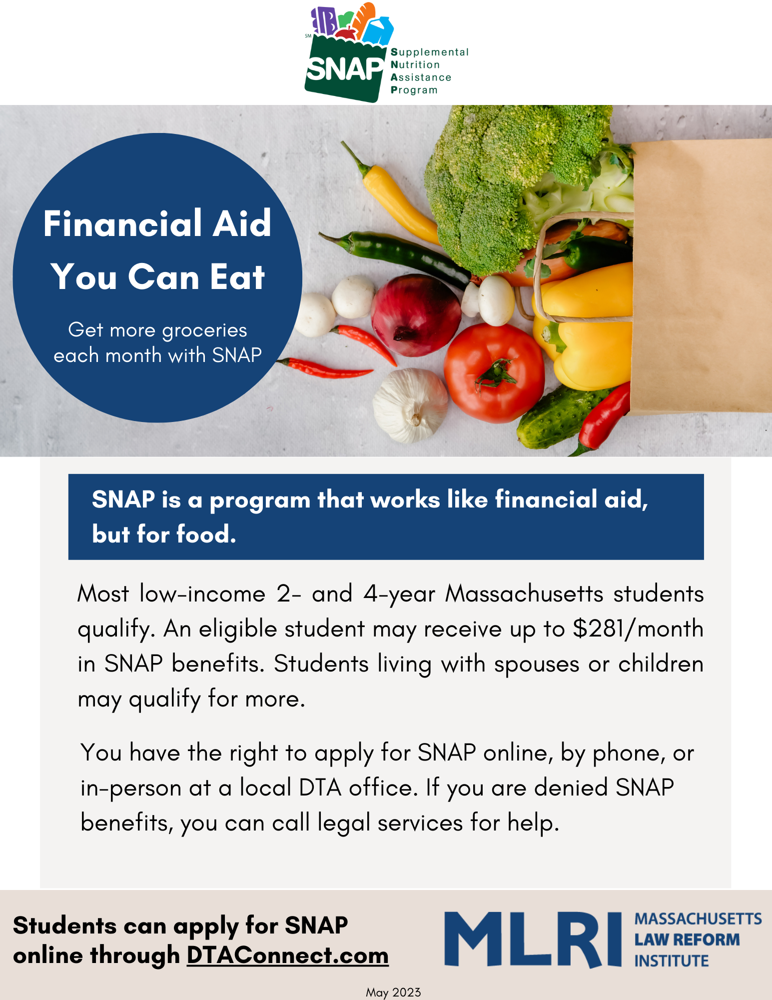 SM
SNAP
Supplemental
Nutrition
Assistance
Program
Financial Aid
You Can Eat
Get more groceries
each month with SNAP
SNAP is a program that works like financial aid,
but for food.
Most low-income 2- and 4-year Massachusetts students
qualify. An eligible student may receive up to $281/month
in SNAP benefits. Students living with spouses or children
may qualify for more.
You have the right to apply for SNAP online, by phone, or
in-person at a local DTA office. If you are denied SNAP
benefits, you can call legal services for help.
Students can apply for SNAP
online through DTAConnect.com
MLRI
MASSACHUSETTS
LAW REFORM
INSTITUTE
May 2023